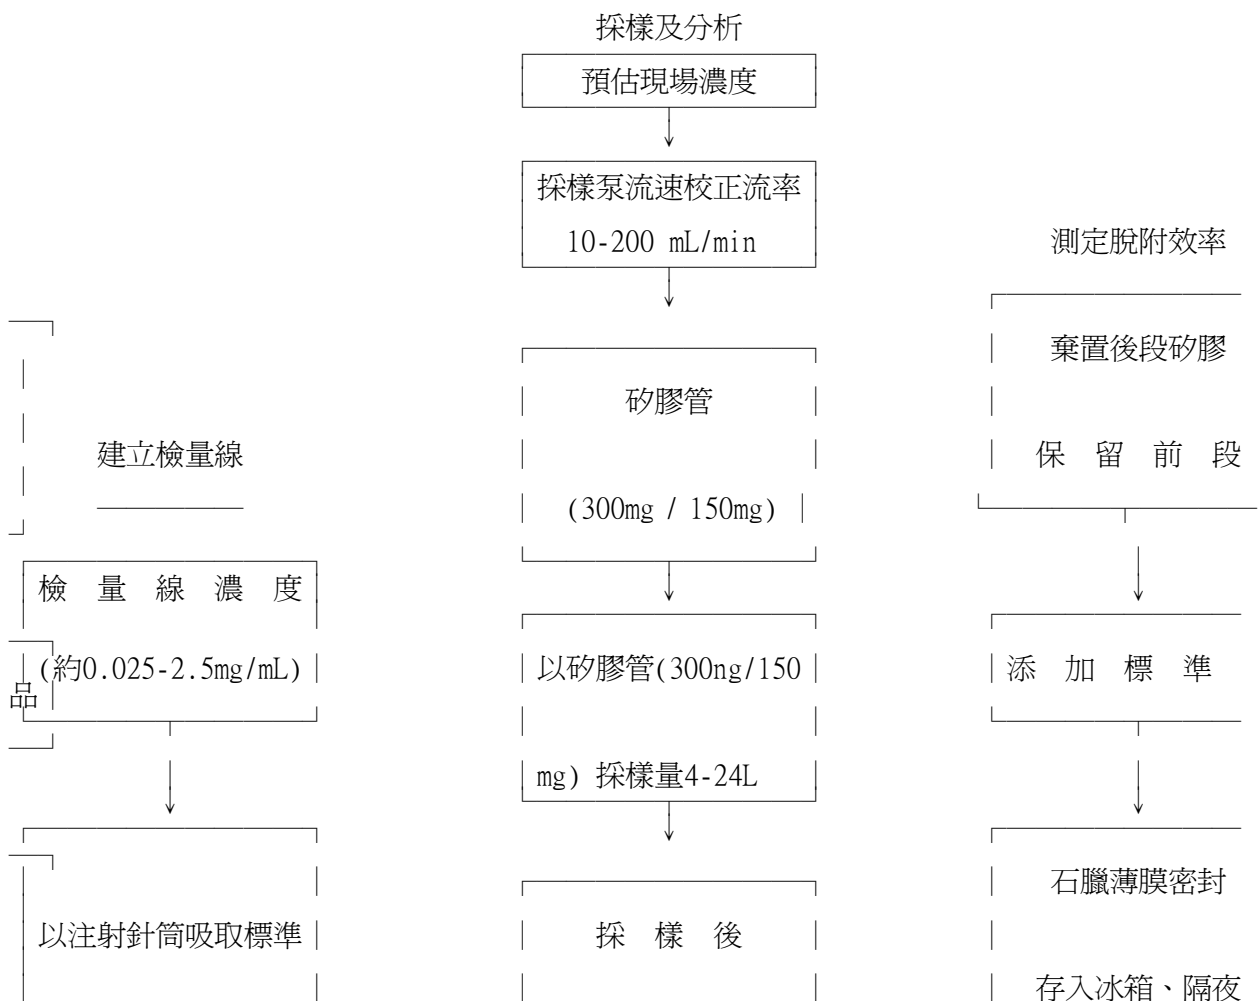 採樣及分析
預估現場濃度
採樣泵流速校正流率
10-200 mL/min
測定脫附效率
棄置後段矽膠
矽膠管
建立檢量線
保 留 前 段
(300mg / 150mg)
檢 量 線 濃 度
(約0.025-2.5mg/mL)
以矽膠管(300ng/150
添 加 標 準
品
mg) 採樣量4-24L
石臘薄膜密封
以注射針筒吸取標準
採 樣 後
存入冰箱、隔夜